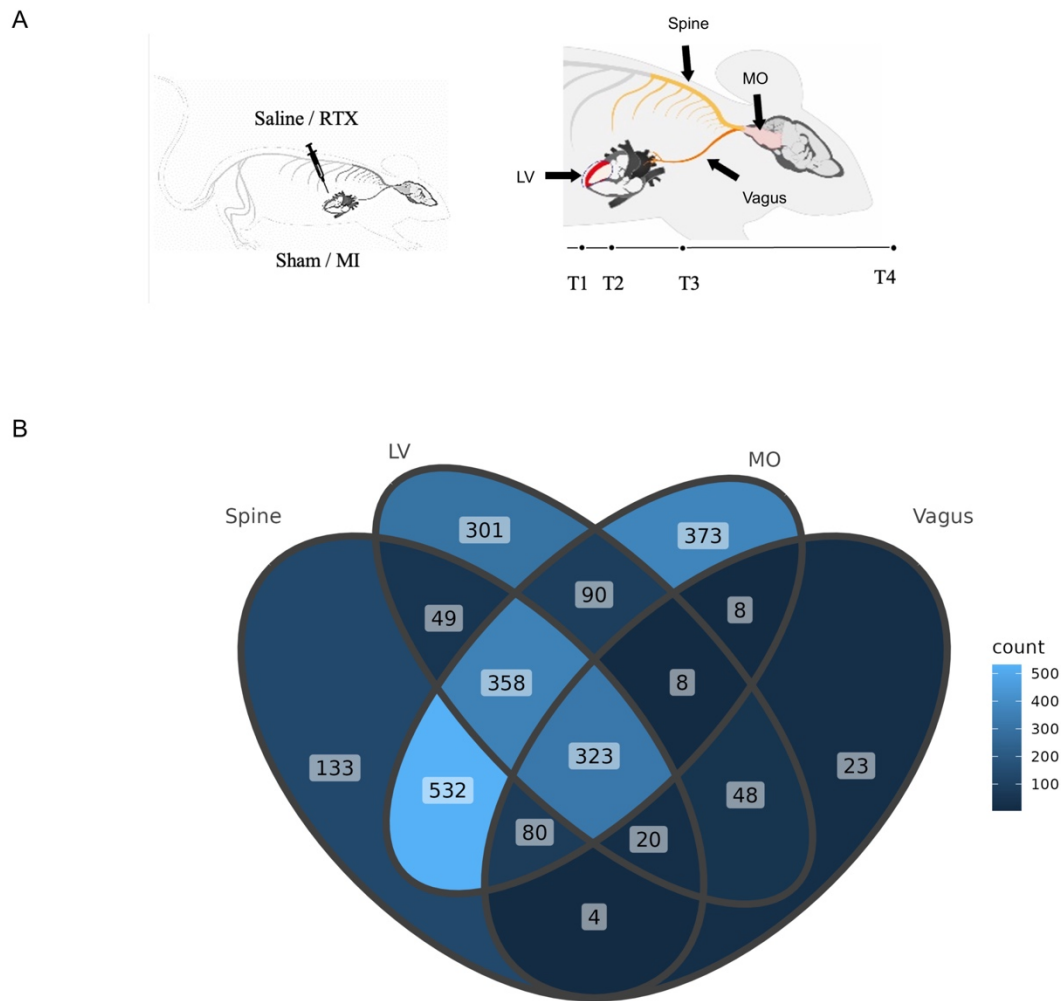 A
Saline / RTX
Sham / MI
Spine
MO
LV
Vagus
T1 T2 T3 T4
B
LV
MO
Spine
Vagus
301
373
90
8
49
358
8
133
323
23
532
48
80
20
4
count
500
400
300
200
100